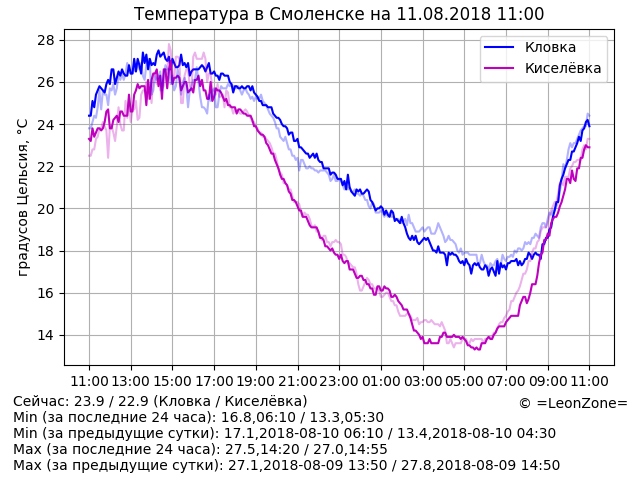 Температура в Смоленске на 11.08.2018 11:00
Кловка
Киселёвка
градусов Цельсия, °C
28
26
24
22
20
18
16
14
11:00 13:00 15:00 17:00 19:00 21:00 23:00 01:00 03:00 05:00 07:00 09:00 11:00
Сейчас: 23.9 / 22.9 (Кловка / Киселёвка)
© =LeonZone=
Min (за последние 24 часа): 16.8,06:10 / 13.3,05:30
Min (за предыдущие сутки): 17.1,2018-08-10 06:10 / 13.4,2018-08-10 04:30
Max (за последние 24 часа): 27.5,14:20 / 27.0,14:55
Max (за предыдущие сутки): 27.1,2018-08-09 13:50 / 27.8,2018-08-09 14:50